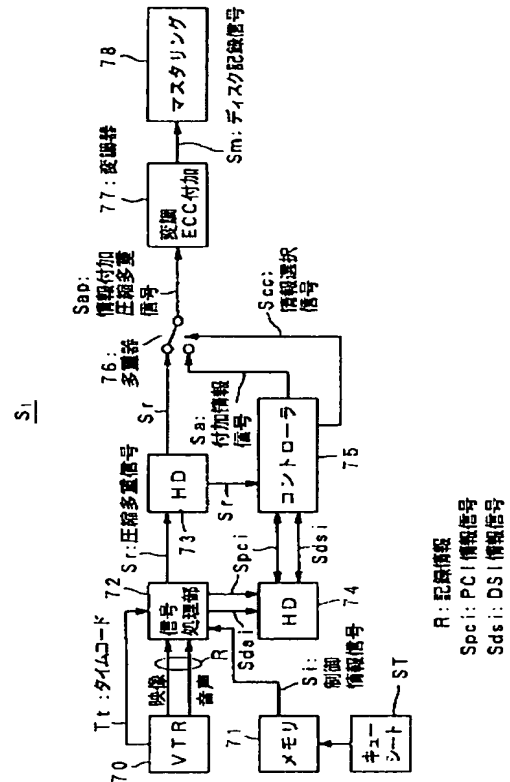 S1
Tt:タイムコード
70
VTR
映像
音声
R
72
信号
処理部
Sr:圧縮多重信号
73
HD
Sr
Sr
76:
多重器
Sap:
情報付加
圧縮多重
信号
77:変調器
変調
ECC付加
Sm:ディスク記録信号
78
マスタリング
Sa:
付加情報
信号
Scc:
情報選択
信号
コントローラ
75
Spci
Sdsi
Spci
Sdai
HD
74
71
メモリ
Si:
制御
情報信号
キュー
シート
ST
R:記録情報
Spci:PCI情報信号
Sdsi:DSI情報信号